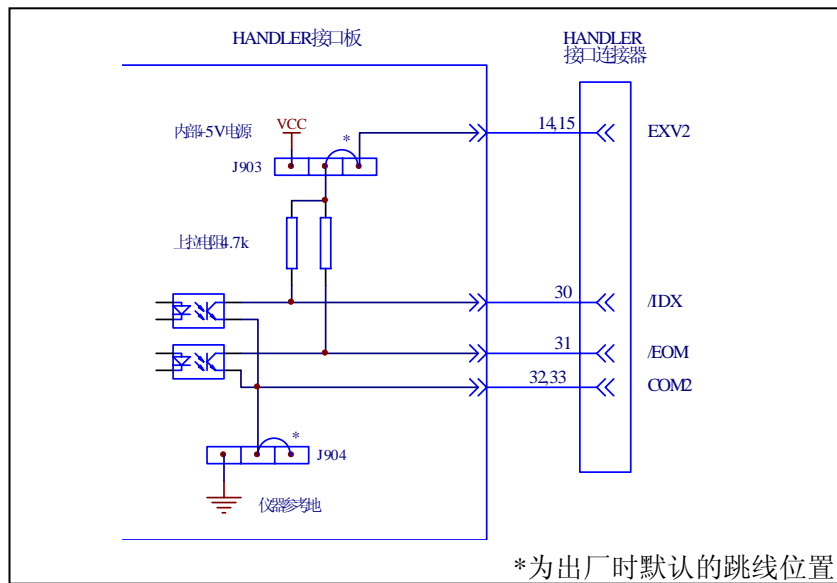 HANDLER接口板
HANDLER
接口连接器
内部+5V电源
VCC
*
14,15
EXV2
J903
上拉电阻4.7k
30
/IDX
31
/EOM
32,33
COM2
*
J904
仪器参考地
*为出厂时默认的跳线位置